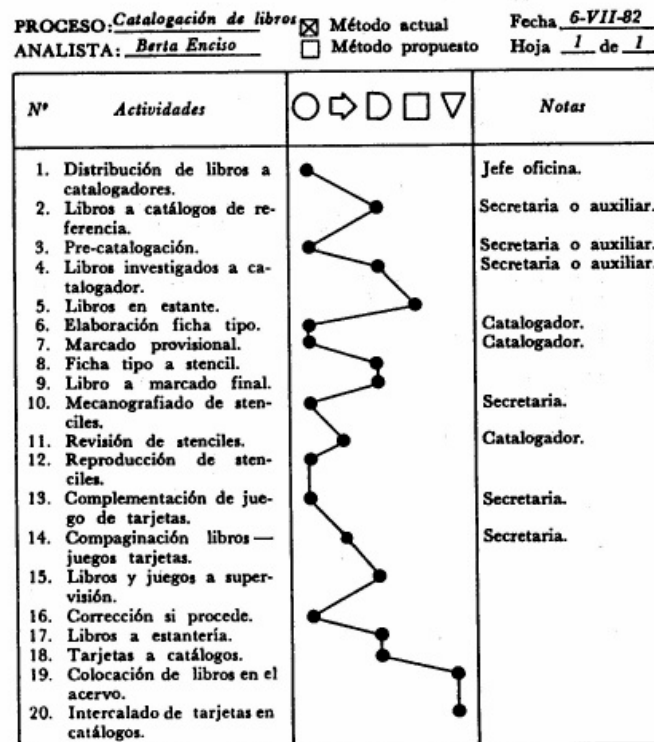 PROCESO: Catalogación de libros ☒ Método actual Fecha 6-VII-82
ANALISTA: Berta Enciso ☐ Método propuesto Hoja 1 de 1
Nº Actividades Notas
1. Distribución de libros a Jefe oficina.
catalogadores.
2. Libros a catálogos de re- Secretaria o auxiliar.
ferencia.
3. Pre-catalogación. Secretaria o auxiliar.
4. Libros investigados a ca- Secretaria o auxiliar.
talogador.
5. Libros en estante.
6. Elaboración ficha tipo. Catalogador.
7. Marcado provisional. Catalogador.
8. Ficha tipo a stencil.
9. Libro a marcado final.
10. Mecanografiado de sten- Secretaria.
ciles.
11. Revisión de stenciles. Catalogador.
12. Reproducción de sten-
ciles.
13. Complementación de jue- Secretaria.
go de tarjetas.
14. Compaginación libros— Secretaria.
juegos tarjetas.
15. Libros y juegos a super-
visión.
16. Corrección si procede.
17. Libros a estantería.
18. Tarjetas a catálogos.
19. Colocación de libros en el
acervo.
20. Intercalado de tarjetas en
catálogos.